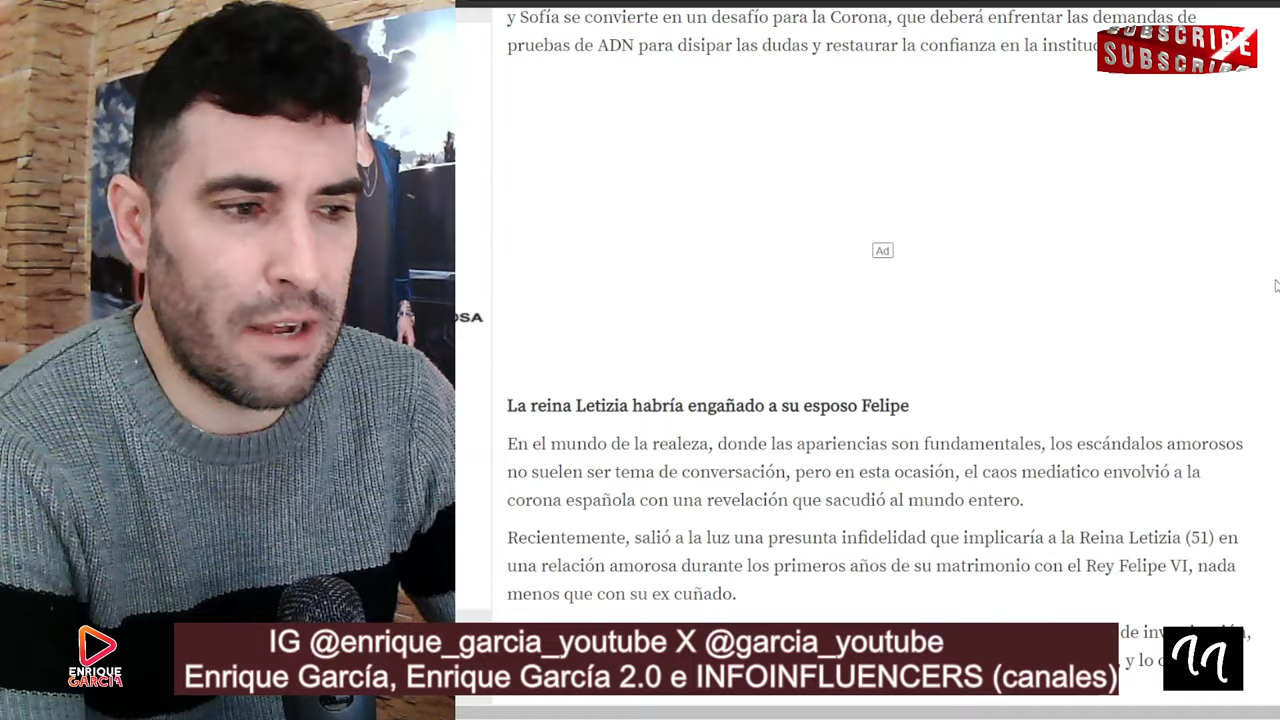 y Sofía se convierte en un desafío para la Corona, que deberá enfrentar las demandas de
pruebas de ADN para disipar las dudas y restaurar la confianza en la institu
SUBSCRIBE
SUBSCRIBE
Ad
OSA
La reina Letizia habría engañado a su esposo Felipe
En el mundo de la realeza, donde las apariencias son fundamentales, los escándalos amorosos
no suelen ser tema de conversación, pero en esta ocasión, el caos mediatico envolvió a la
corona española con una revelación que sacudió al mundo entero.
Recientemente, salió a la luz una presunta infidelidad que implicaría a la Reina Letizia (51) en
una relación amorosa durante los primeros años de su matrimonio con el Rey Felipe VI, nada
menos que con su ex cuñado.
de
y lo
IG @enrique_garcia_youtube X @garcia_youtube
Enrique García, Enrique García 2.0 e INFOINFLUENCERS (canales)
ENRIQUE
GARCÍA